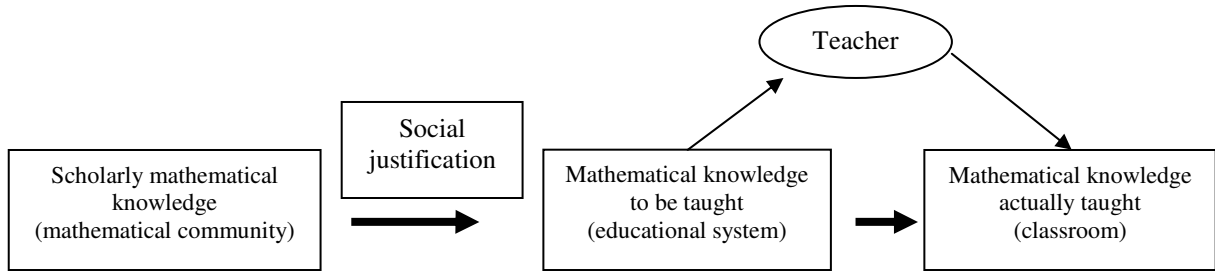 Teacher
Social
justification
Scholarly mathematical
knowledge
(mathematical community)
Mathematical knowledge
to be taught
(educational system)
Mathematical knowledge
actually taught
(classroom)